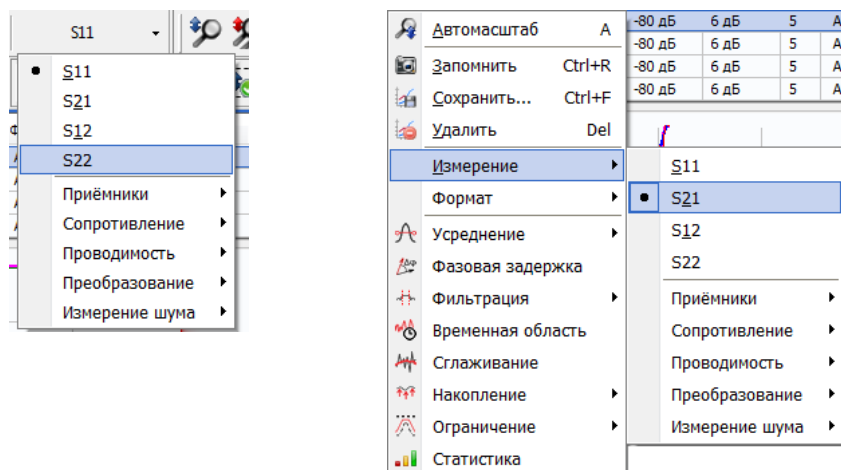 S11
S11
S21
S12
S22
Приёмники
Сопротивление
Проводимость
Преобразование
Измерение шума
Автомасштаб A
Запомнить Ctrl+R
Сохранить... Ctrl+F
Удалить Del
Измерение
Формат
Усреднение
Фазовая задержка
Фильтрация
Временная область
Сглаживание
Накопление
Ограничение
Статистика
-80 дБ 6 дБ 5
-80 дБ 6 дБ 5
-80 дБ 6 дБ 5
-80 дБ 6 дБ 5
S11
S21
S12
S22
Приёмники
Сопротивление
Проводимость
Преобразование
Измерение шума